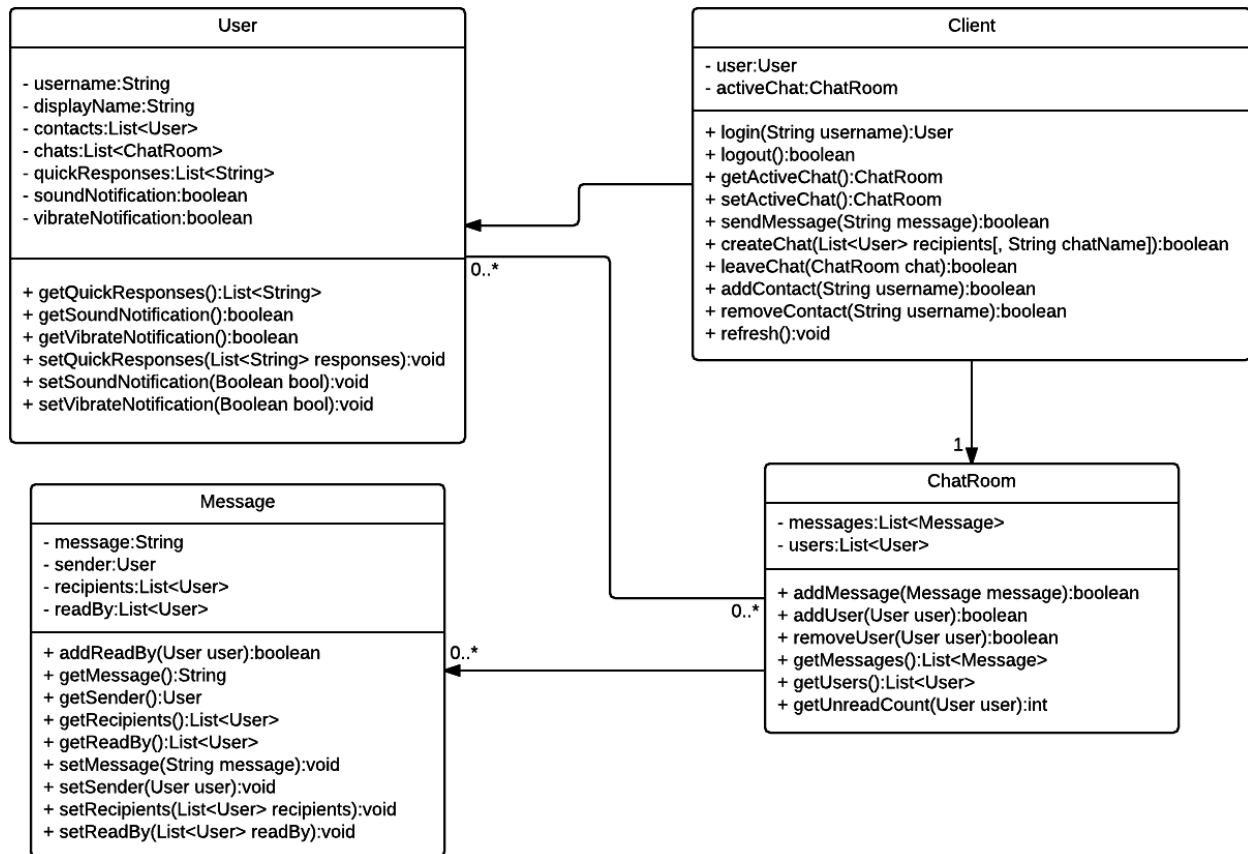 User
- username:String
- displayName:String
- contacts:List<User>
- chats:List<ChatRoom>
- quickResponses:List<String>
- soundNotification:boolean
- vibrateNotification:boolean
+ getQuickResponses():List<String>
+ getSoundNotification():boolean
+ getVibrateNotification():boolean
+ setQuickResponses(List<String> responses):void
+ setSoundNotification(Boolean bool):void
+ setVibrateNotification(Boolean bool):void
0..*
Client
- user:User
- activeChat:ChatRoom
+ login(String username):User
+ logout():boolean
+ getActiveChat():ChatRoom
+ setActiveChat():ChatRoom
+ sendMessage(String message):boolean
+ createChat(List<User> recipients[, String chatName]):boolean
+ leaveChat(ChatRoom chat):boolean
+ addContact(String username):boolean
+ removeContact(String username):boolean
+ refresh():void
1
Message
- message:String
- sender:User
- recipients:List<User>
- readBy:List<User>
+ addReadBy(User user):boolean
+ getMessage():String
+ getSender():User
+ getRecipients():List<User>
+ getReadBy():List<User>
+ setMessage(String message):void
+ setSender(User user):void
+ setRecipients(List<User> recipients):void
+ setReadBy(List<User> readBy):void
0..*
0..*
ChatRoom
- messages:List<Message>
- users:List<User>
+ addMessage(Message message):boolean
+ addUser(User user):boolean
+ removeUser(User user):boolean
+ getMessages():List<Message>
+ getUsers():List<User>
+ getUnreadCount(User user):int